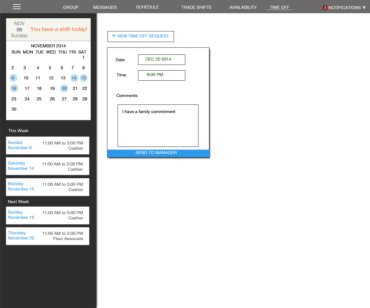 GROUP MESSAGES SCHEDULE TRADE SHIFTS AVAILABILITY TIME OFF NOTIFICATIONS ▼
NOV
09
Sunday
You have a shift today!
NOVEMBER 2014
SUN MON TUE WED THU FRI SAT
1
2 3 4 5 6 7 8
9 10 11 12 13 14 15
16 17 18 19 20 21 22
23 24 25 26 27 28 29
30
This Week
Sunday 11:00 AM to 5:00 PM
November 9 Cashier
Saturday 11:00 AM to 5:00 PM
November 14 Cashier
Monday 11:00 AM to 5:00 PM
November 15 Cashier
Next Week
Sunday 11:00 AM to 5:00 PM
November 16 Cashier
Thursday 11:00 AM to 5:00 PM
November 20 Floor Associate
+ NEW TIME OFF REQUEST
Date DEC 20 2014
Time
Comments
I have a family commitment
SEND TO MANAGER